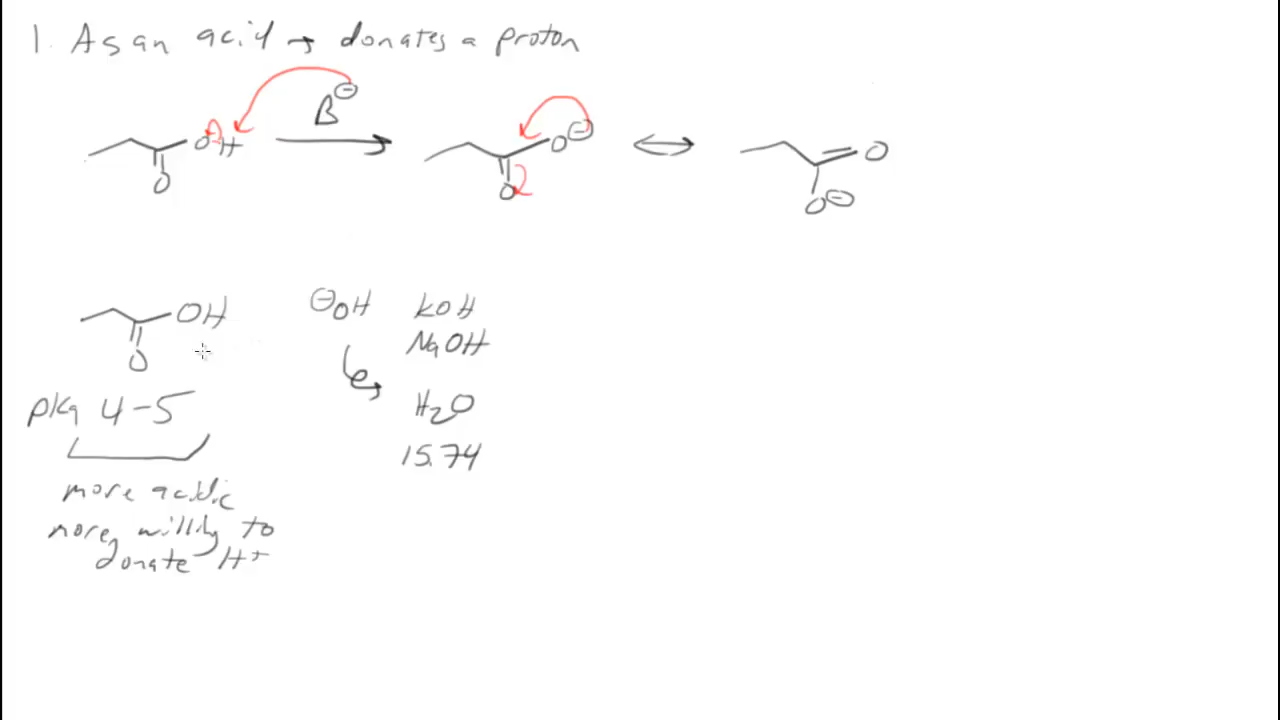 1. As an acid → donates a proton
B⊖
OH
O
O⊖
O
O
O⊖
OH
O
⊖OH
KOH
NaOH
H2O
15.74
pKa 4-5
more acidic
more willing to
donate H+